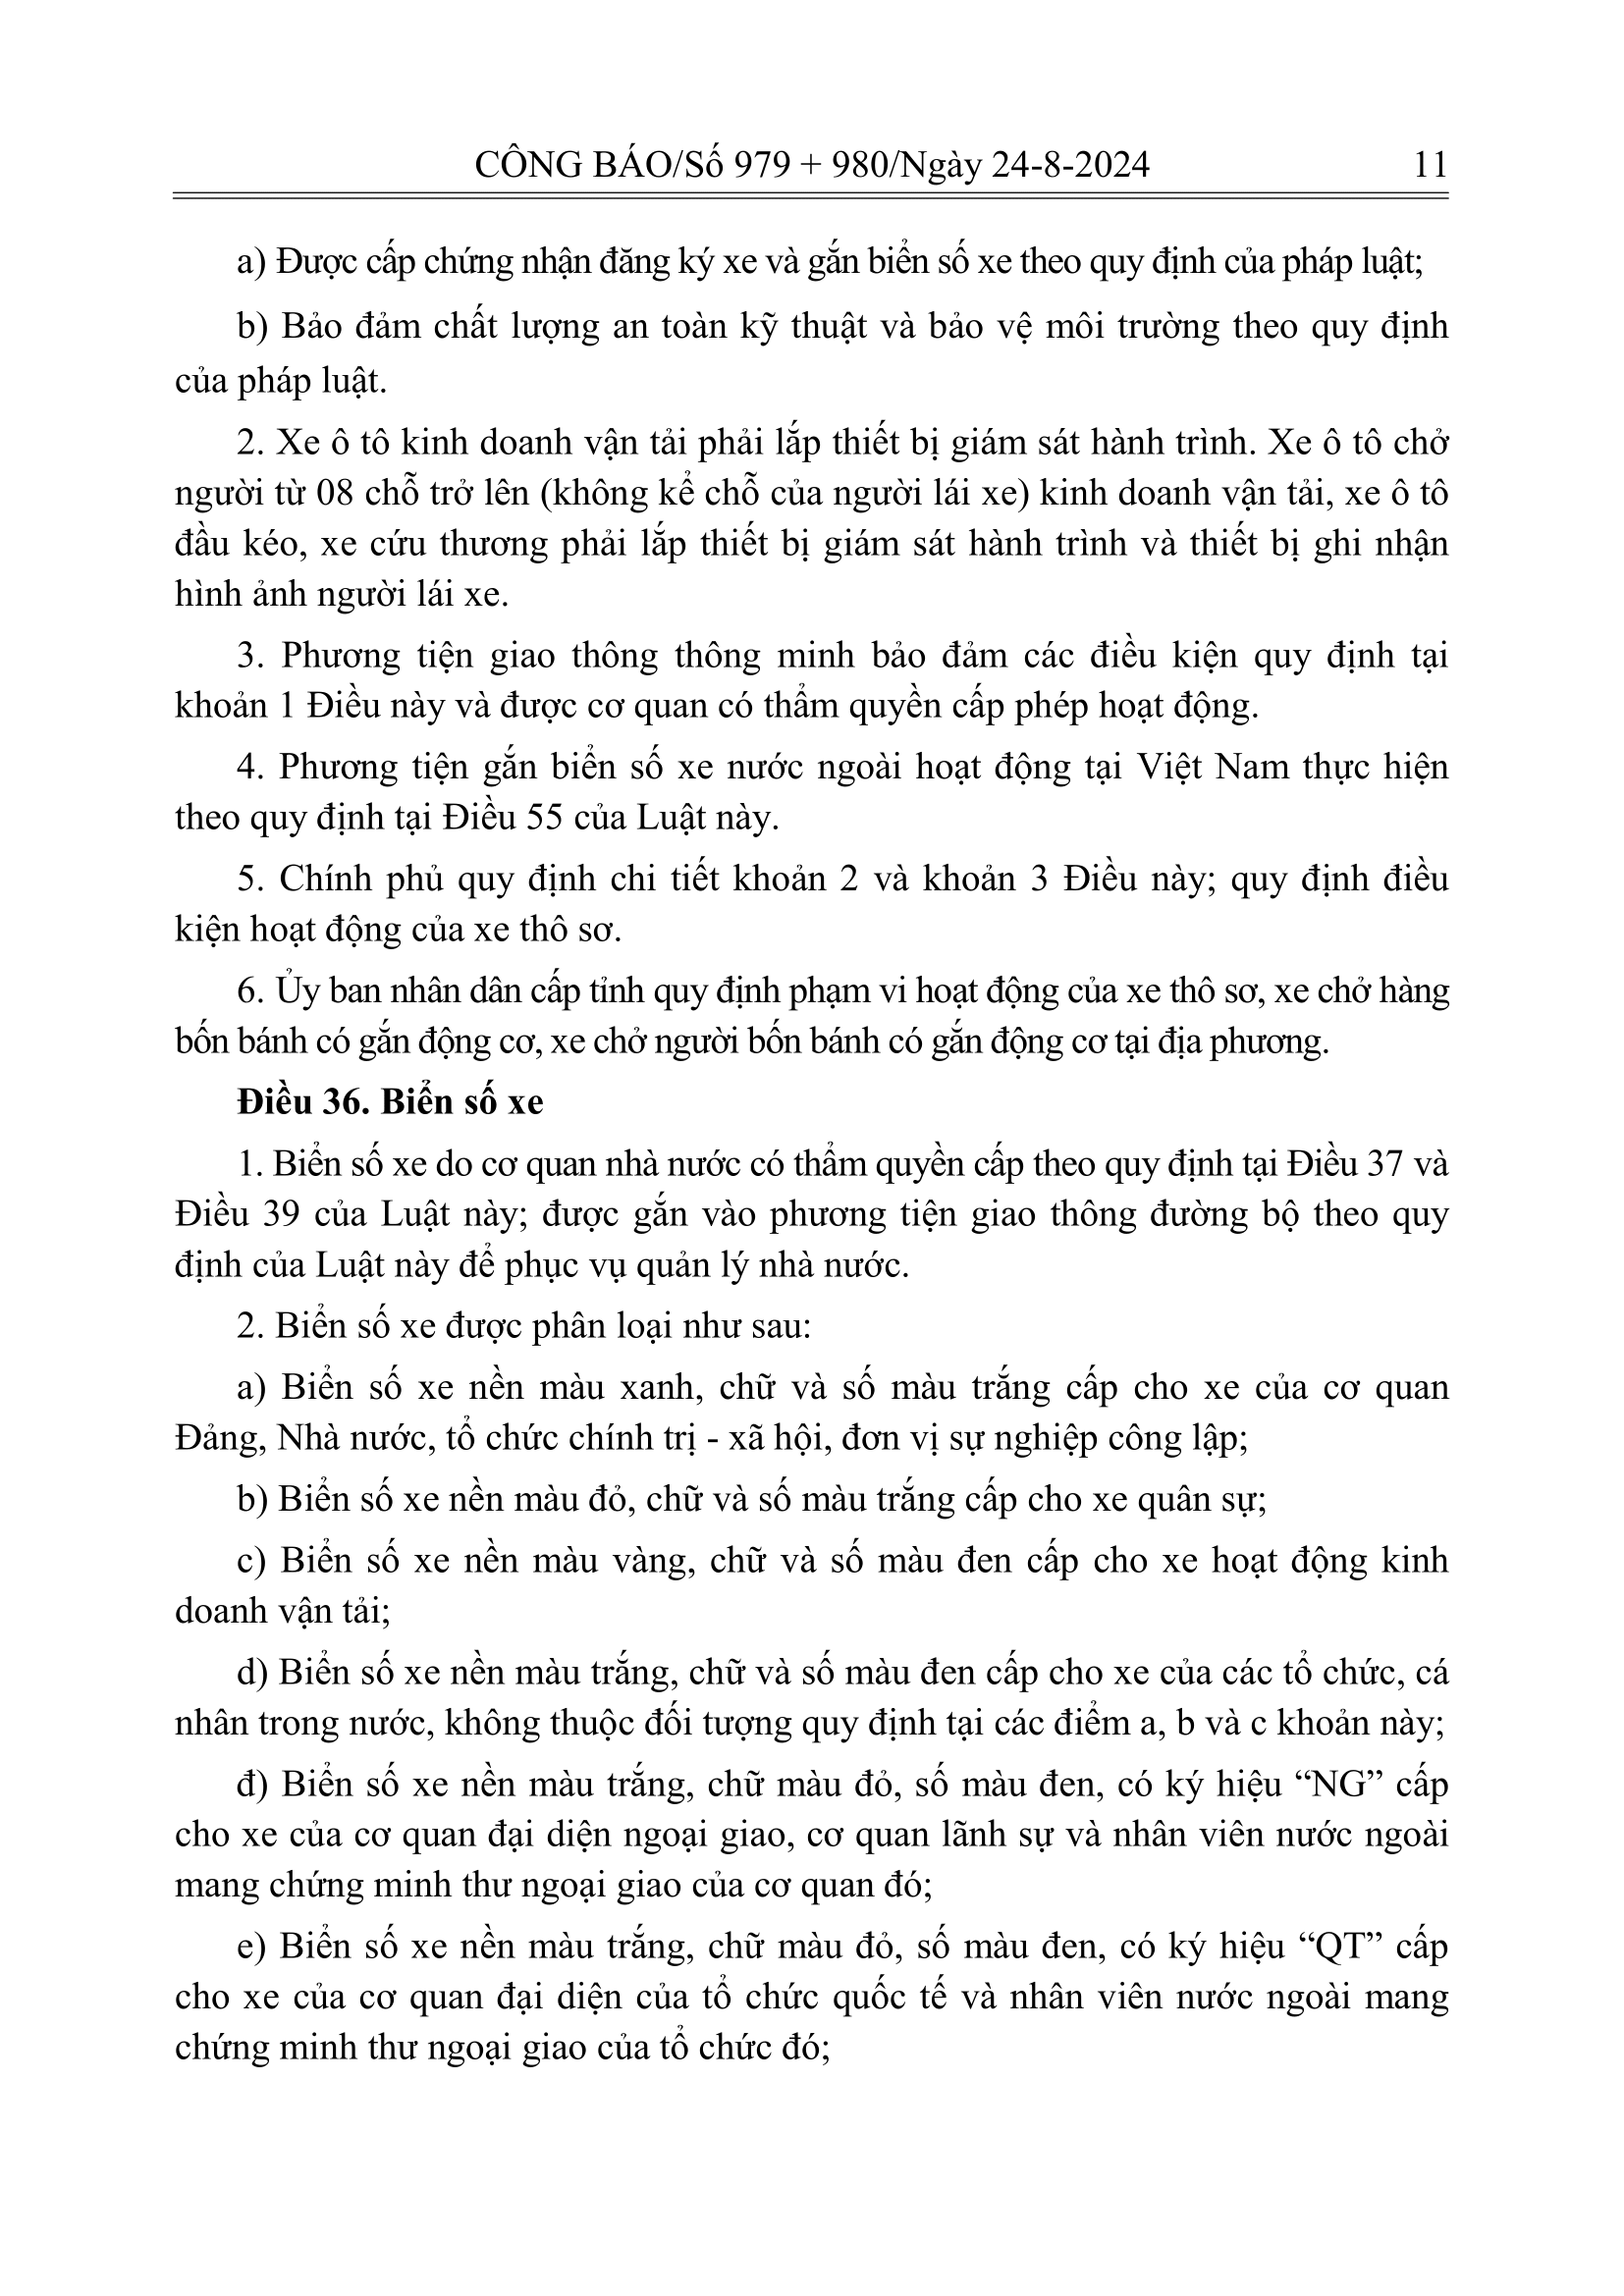 CÔNG BÁO/Số 979 + 980/Ngày 24-8-2024 11
a) Được cấp chứng nhận đăng ký xe và gắn biển số xe theo quy định của pháp luật;
b) Bảo đảm chất lượng an toàn kỹ thuật và bảo vệ môi trường theo quy định
của pháp luật.
2. Xe ô tô kinh doanh vận tải phải lắp thiết bị giám sát hành trình. Xe ô tô chở
người từ 08 chỗ trở lên (không kể chỗ của người lái xe) kinh doanh vận tải, xe ô tô
đầu kéo, xe cứu thương phải lắp thiết bị giám sát hành trình và thiết bị ghi nhận
hình ảnh người lái xe.
3. Phương tiện giao thông thông minh bảo đảm các điều kiện quy định tại
khoản 1 Điều này và được cơ quan có thẩm quyền cấp phép hoạt động.
4. Phương tiện gắn biển số xe nước ngoài hoạt động tại Việt Nam thực hiện
theo quy định tại Điều 55 của Luật này.
5. Chính phủ quy định chi tiết khoản 2 và khoản 3 Điều này; quy định điều
kiện hoạt động của xe thô sơ.
6. Ủy ban nhân dân cấp tỉnh quy định phạm vi hoạt động của xe thô sơ, xe chở hàng
bốn bánh có gắn động cơ, xe chở người bốn bánh có gắn động cơ tại địa phương.
Điều 36. Biển số xe
1. Biển số xe do cơ quan nhà nước có thẩm quyền cấp theo quy định tại Điều 37 và
Điều 39 của Luật này; được gắn vào phương tiện giao thông đường bộ theo quy
định của Luật này để phục vụ quản lý nhà nước.
2. Biển số xe được phân loại như sau:
a) Biển số xe nền màu xanh, chữ và số màu trắng cấp cho xe của cơ quan
Đảng, Nhà nước, tổ chức chính trị - xã hội, đơn vị sự nghiệp công lập;
b) Biển số xe nền màu đỏ, chữ và số màu trắng cấp cho xe quân sự;
c) Biển số xe nền màu vàng, chữ và số màu đen cấp cho xe hoạt động kinh
doanh vận tải;
d) Biển số xe nền màu trắng, chữ và số màu đen cấp cho xe của các tổ chức, cá
nhân trong nước, không thuộc đối tượng quy định tại các điểm a, b và c khoản này;
đ) Biển số xe nền màu trắng, chữ màu đỏ, số màu đen, có ký hiệu “NG” cấp
cho xe của cơ quan đại diện ngoại giao, cơ quan lãnh sự và nhân viên nước ngoài
mang chứng minh thư ngoại giao của cơ quan đó;
e) Biển số xe nền màu trắng, chữ màu đỏ, số màu đen, có ký hiệu “QT” cấp
cho xe của cơ quan đại diện của tổ chức quốc tế và nhân viên nước ngoài mang
chứng minh thư ngoại giao của tổ chức đó;